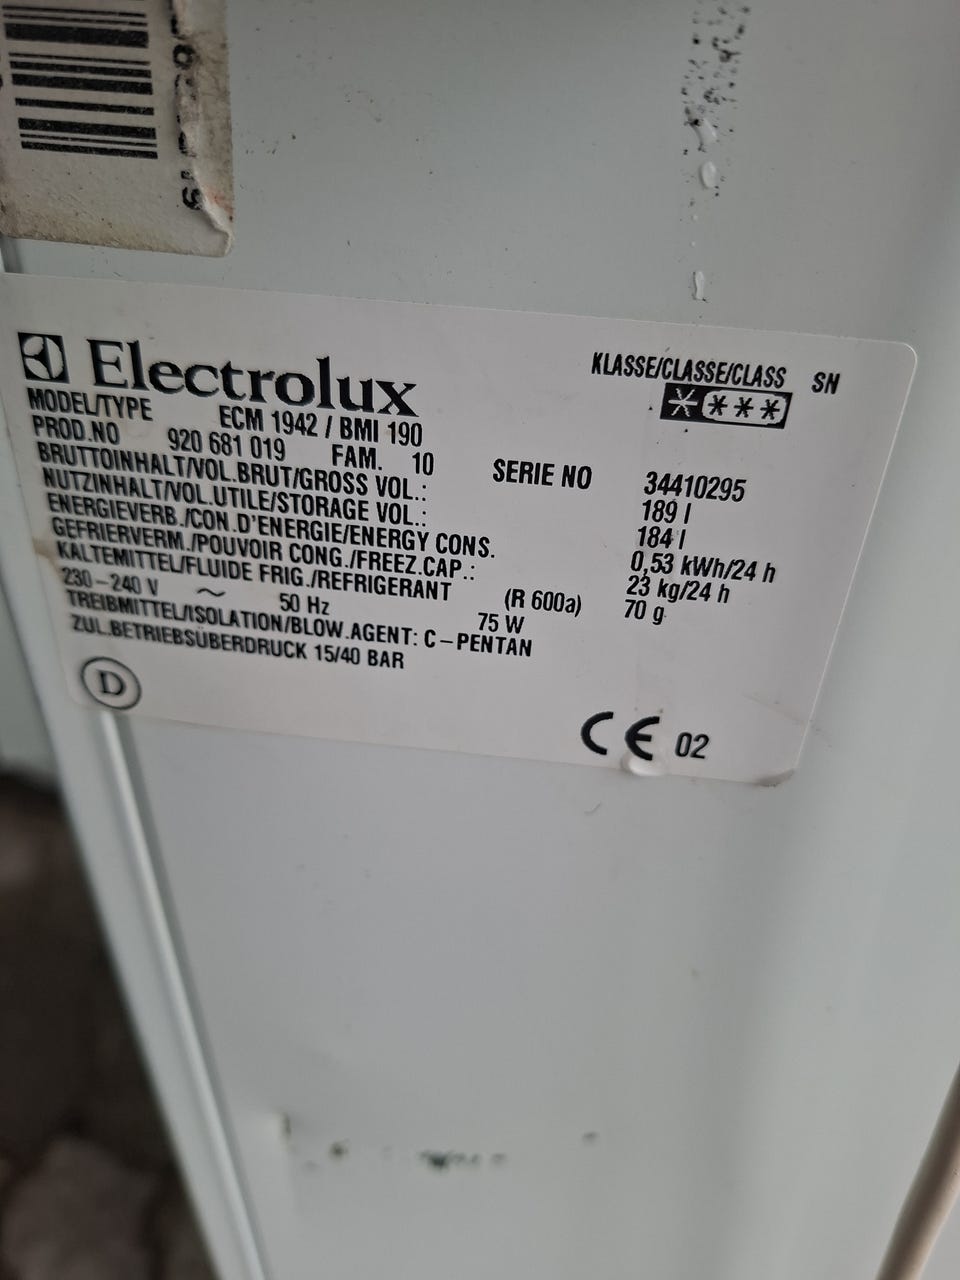 Electrolux
KLASSE/CLASSE/CLASS SN
MODEL/TYPE ECM 1942 / BMI 190
****
PROD.NO 920 681 019 FAM. 10 SERIE NO 34410295
BRUTTOINHALT/VOL.BRUT/GROSS VOL.: 189 l
NUTZINHALT/VOL.UTILE/STORAGE VOL.: 184 l
ENERGIEVERB./CON.D'ENERGIE/ENERGY CONS. 0,53 kWh/24 h
GEFRIERVERM./POUVOIR CONG./FREEZ.CAP.: 23 kg/24 h
KALTEMITTEL/FLUIDE FRIG./REFRIGERANT (R 600a) 70 g
230-240 V ~ 50 Hz 75 W
TREIBMITTEL/ISOLATION/BLOW.AGENT: C-PENTAN
ZUL.BETRIEBSÜBERDRUCK 15/40 BAR
D
CE 02